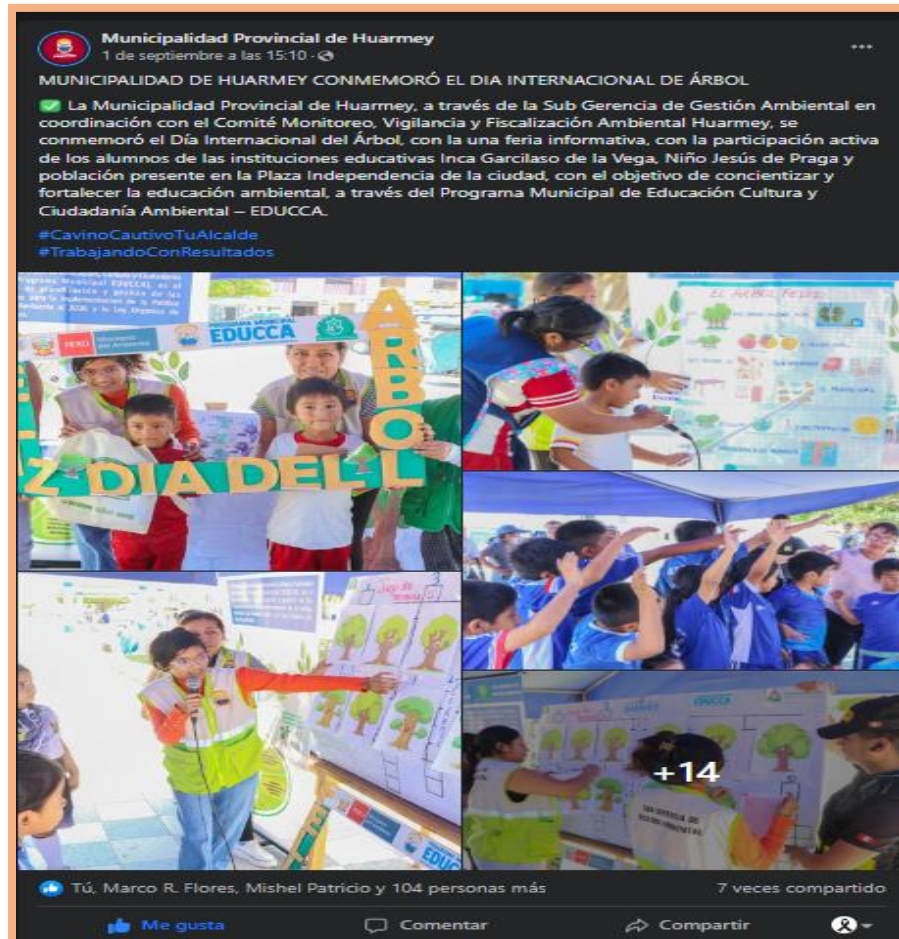 Municipalidad Provincial de Huarmey
1 de septiembre a las 15:10 ·
MUNICIPALIDAD DE HUARMEY CONMEMORÓ EL DIA INTERNACIONAL DE ÁRBOL
✅ La Municipalidad Provincial de Huarmey, a través de la Sub Gerencia de Gestión Ambiental en
coordinación con el Comité Monitoreo, Vigilancia y Fiscalización Ambiental Huarmey, se
conmemoró el Día Internacional del Árbol, con la una feria informativa, con la participación activa
de los alumnos de las instituciones educativas Inca Garcilaso de la Vega, Niño Jesús de Praga y
población presente en la Plaza Independencia de la ciudad, con el objetivo de concientizar y
fortalecer la educación ambiental, a través del Programa Municipal de Educación Cultura y
Ciudadanía Ambiental – EDUCCA.
#CavinoCautivoTuAlcalde
#TrabajandoConResultados
PERÚ
EDUCCA
ARBOL
Z DIA DEL
EL ARBOL FELIZ
EDUCCA
+14
Tú, Marco R. Flores, Mishel Patricio y 104 personas más
7 veces compartido
Me gusta
Comentar
Compartir